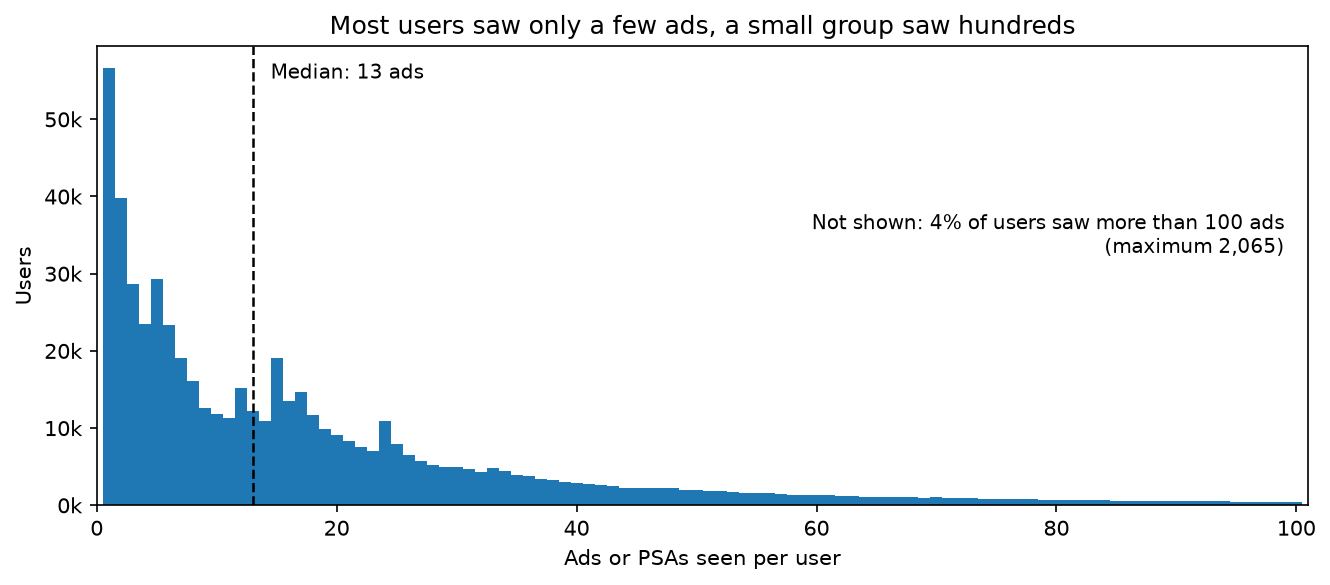 Most users saw only a few ads, a small group saw hundreds
Median: 13 ads
Not shown: 4% of users saw more than 100 ads
(maximum 2,065)
Users
50k
40k
30k
20k
10k
0k
0
20
40
60
80
100
Ads or PSAs seen per user